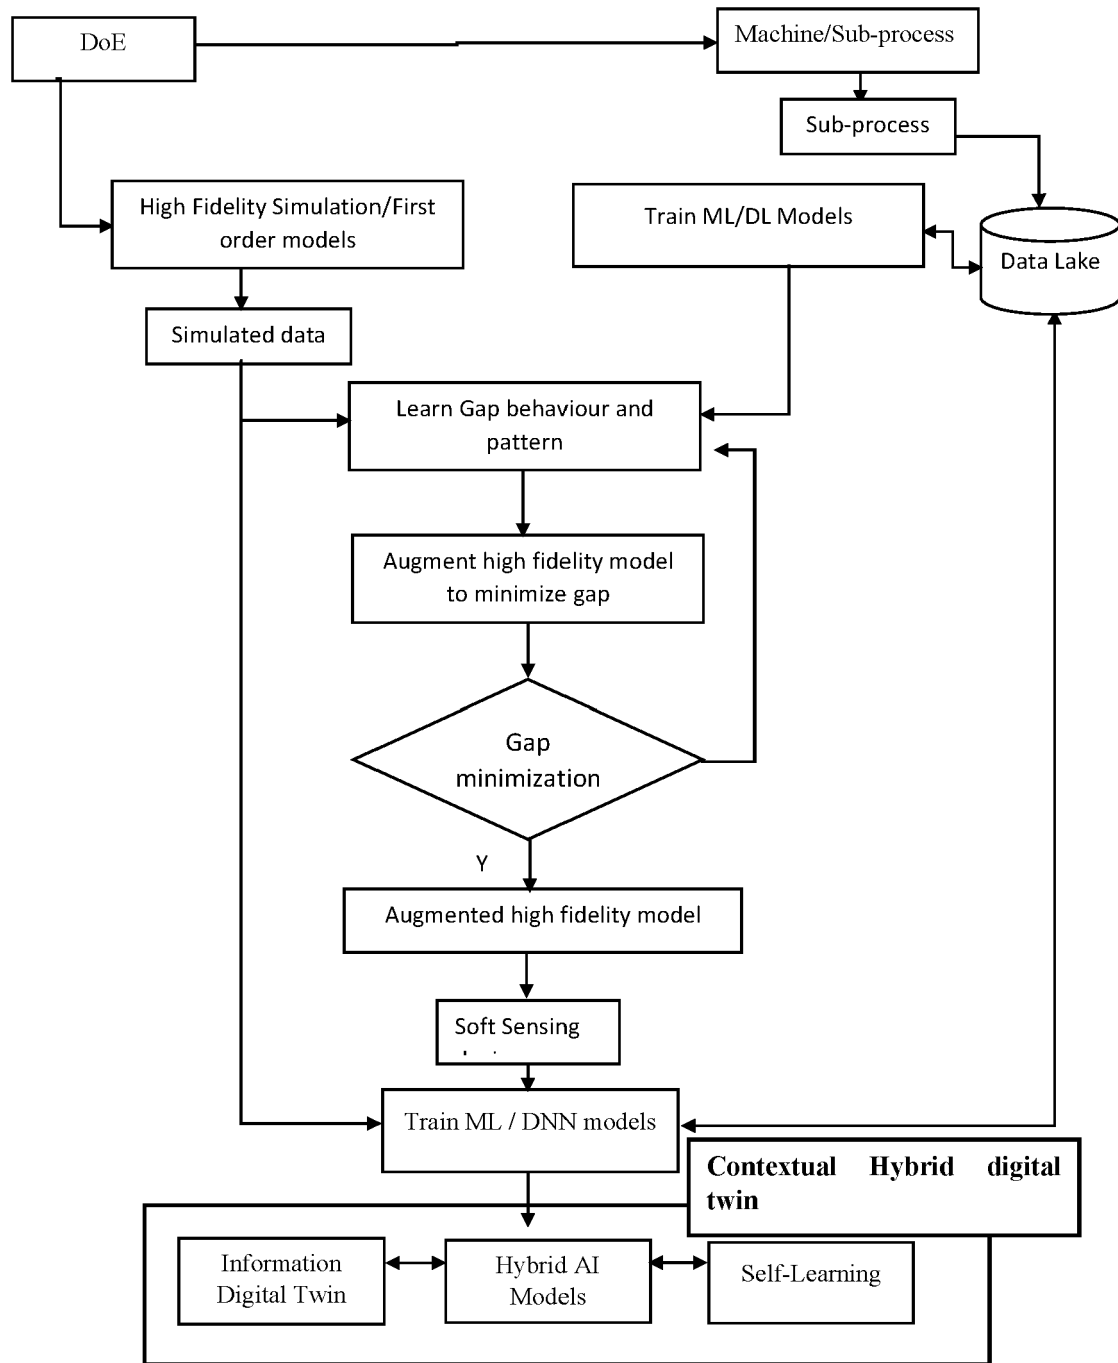 DoE
Machine/Sub-process
Sub-process
High Fidelity Simulation/First
order models
Train ML/DL Models
Data Lake
Simulated data
Learn Gap behaviour and
pattern
Augment high fidelity model
to minimize gap
Gap
minimization
Y
Augmented high fidelity model
Soft Sensing
Train ML / DNN models
Contextual Hybrid digital
twin
Information
Digital Twin
Hybrid AI
Models
Self-Learning